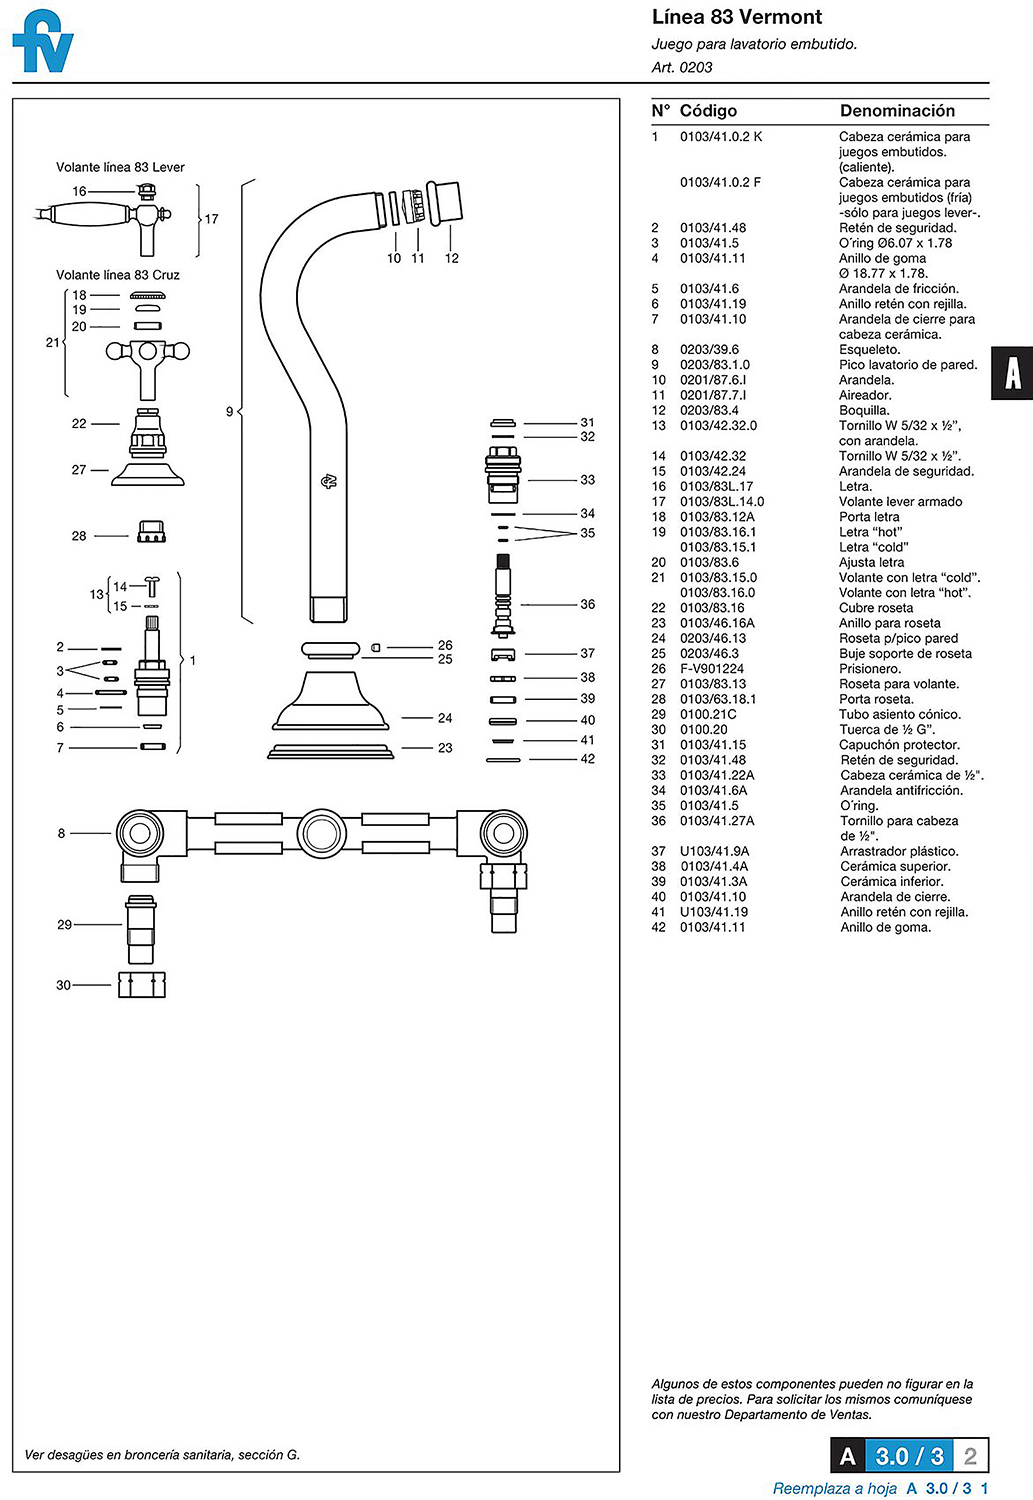 fv
Línea 83 Vermont
Juego para lavatorio embutido.
Art. 0203
Volante línea 83 Lever
16
17
Volante línea 83 Cruz
18
19
20
21
22
27
28
13
14
15
1
2
3
4
5
6
7
9
10 11 12
fv
26
25
24
23
31
32
33
34
35
36
37
38
39
40
41
42
8
29
30
Ver desagües en broncería sanitaria, sección G.
N° Código Denominación
1 0103/41.0.2 K Cabeza cerámica para
juegos embutidos.
(caliente).
0103/41.0.2 F Cabeza cerámica para
juegos embutidos (fría)
-sólo para juegos lever-.
2 0103/41.48 Retén de seguridad.
3 0103/41.5 O´ring Ø6.07 x 1.78
4 0103/41.11 Anillo de goma
Ø 18.77 x 1.78.
5 0103/41.6 Arandela de fricción.
6 0103/41.19 Anillo retén con rejilla.
7 0103/41.10 Arandela de cierre para
cabeza cerámica.
8 0203/39.6 Esqueleto.
9 0203/83.1.0 Pico lavatorio de pared.
10 0201/87.6.I Arandela.
11 0201/87.7.I Aireador.
12 0203/83.4 Boquilla.
13 0103/42.32.0 Tornillo W 5/32 x ½”,
con arandela.
14 0103/42.32 Tornillo W 5/32 x ½”.
15 0103/42.24 Arandela de seguridad.
16 0103/83L.17 Letra.
17 0103/83L.14.0 Volante lever armado
18 0103/83.12A Porta letra
19 0103/83.16.1 Letra “hot”
0103/83.15.1 Letra “cold”
20 0103/83.6 Ajusta letra
21 0103/83.15.0 Volante con letra “cold”.
0103/83.16.0 Volante con letra “hot”.
22 0103/83.16 Cubre roseta
23 0103/46.16A Anillo para roseta
24 0203/46.13 Roseta p/pico pared
25 0203/46.3 Buje soporte de roseta
26 F-V901224 Prisionero.
27 0103/83.13 Roseta para volante.
28 0103/63.18.1 Porta roseta.
29 0100.21C Tubo asiento cónico.
30 0100.20 Tuerca de ½ G”.
31 0103/41.15 Capuchón protector.
32 0103/41.48 Retén de seguridad.
33 0103/41.22A Cabeza cerámica de ½".
34 0103/41.6A Arandela antifricción.
35 0103/41.5 O´ring.
36 0103/41.27A Tornillo para cabeza
de ½".
37 U103/41.9A Arrastrador plástico.
38 0103/41.4A Cerámica superior.
39 0103/41.3A Cerámica inferior.
40 0103/41.10 Arandela de cierre.
41 U103/41.19 Anillo retén con rejilla.
42 0103/41.11 Anillo de goma.
A
Algunos de estos componentes pueden no figurar en la
lista de precios. Para solicitar los mismos comuníquese
con nuestro Departamento de Ventas.
A 3.0 / 3 2
Reemplaza a hoja A 3.0 / 3 1